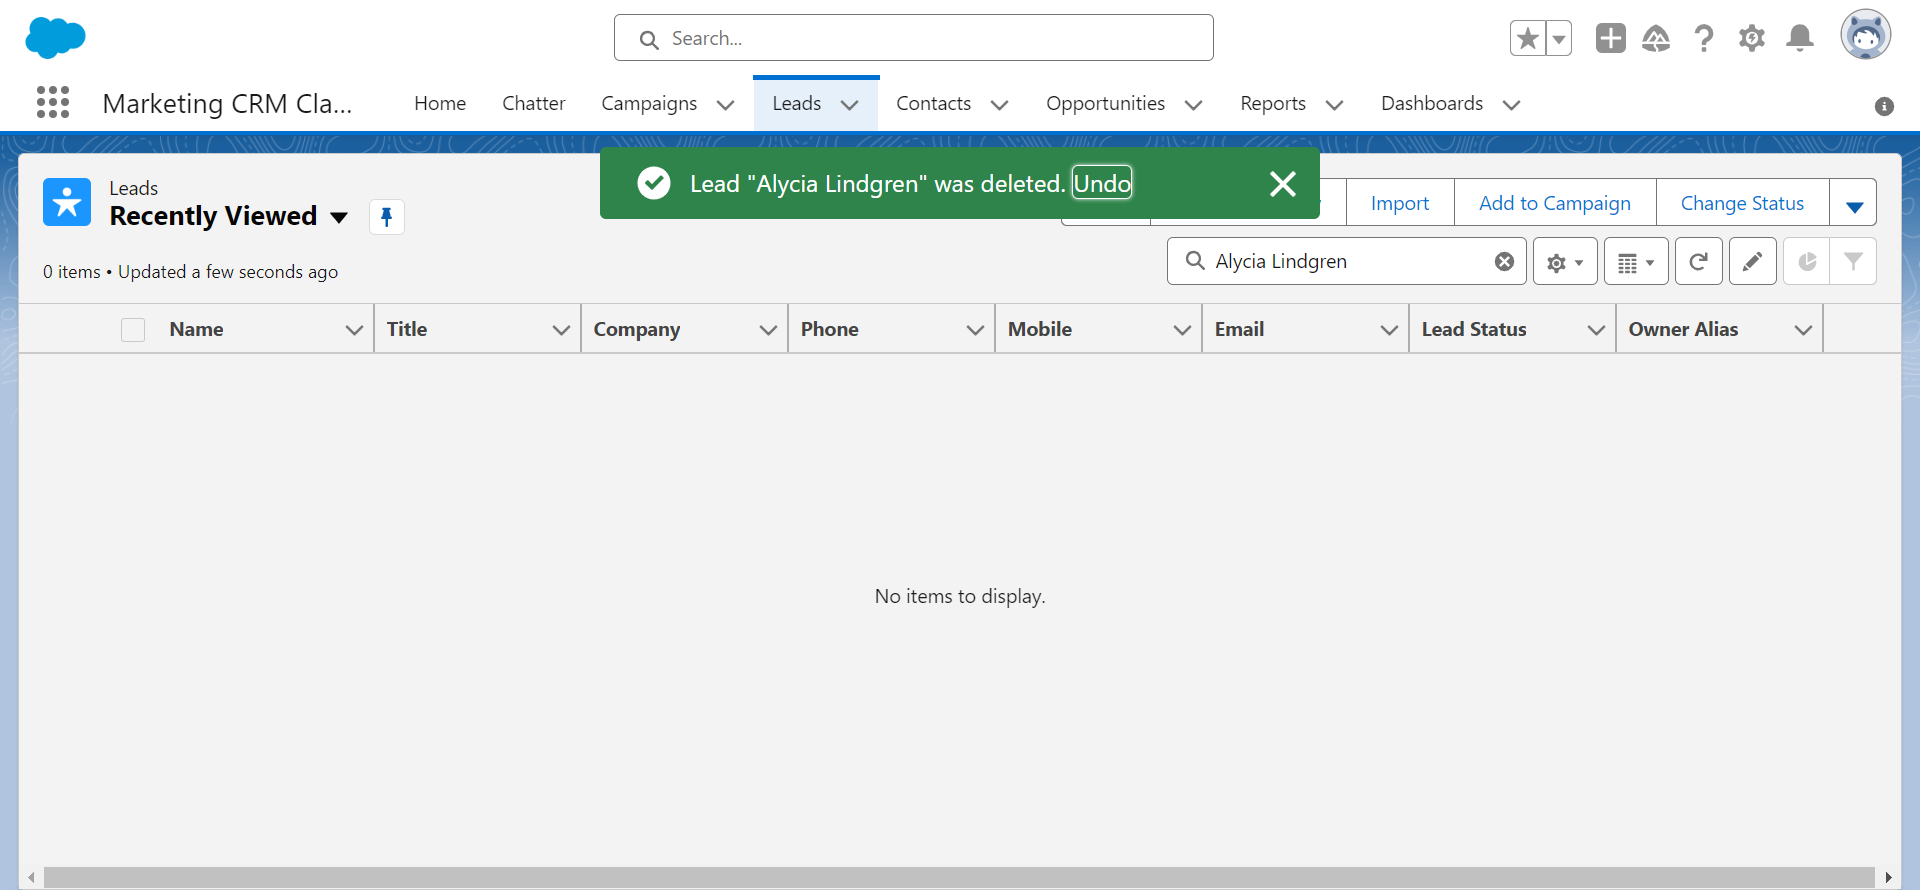 Search...
Marketing CRM Cla...
Home
Chatter
Campaigns
Leads
Contacts
Opportunities
Reports
Dashboards
Lead "Alycia Lindgren" was deleted. Undo
Leads
Recently Viewed
Import
Add to Campaign
Change Status
0 items • Updated a few seconds ago
Alycia Lindgren
Name
Title
Company
Phone
Mobile
Email
Lead Status
Owner Alias
No items to display.